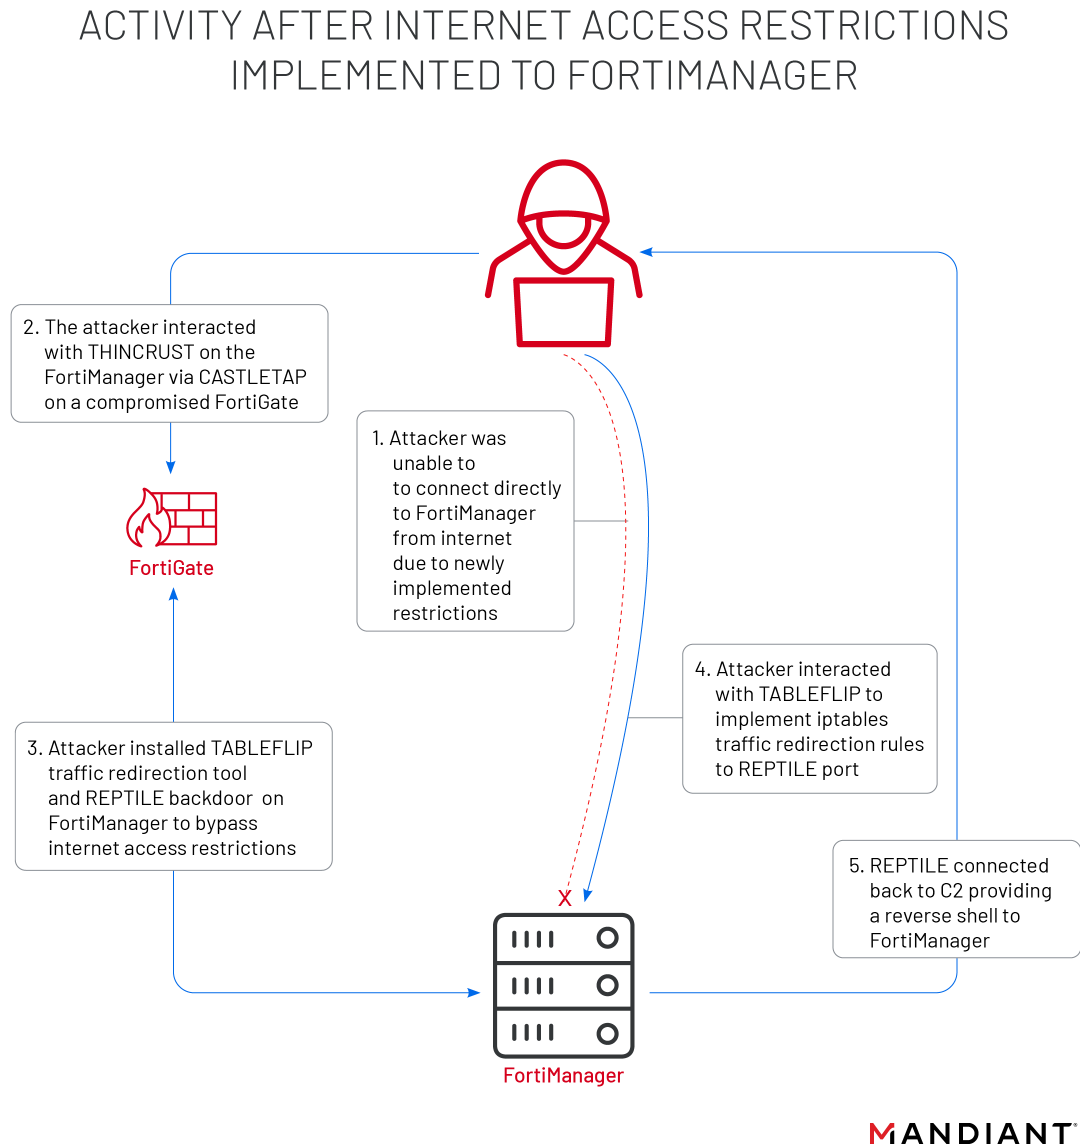 ACTIVITY AFTER INTERNET ACCESS RESTRICTIONS
IMPLEMENTED TO FORTIMANAGER
2. The attacker interacted
with THINCRUST on the
FortiManager via CASTLETAP
on a compromised FortiGate
1. Attacker was
unable to
to connect directly
to FortiManager
from internet
due to newly
implemented
restrictions
FortiGate
4. Attacker interacted
with TABLEFLIP to
implement iptables
traffic redirection rules
to REPTILE port
3. Attacker installed TABLEFLIP
traffic redirection tool
and REPTILE backdoor on
FortiManager to bypass
internet access restrictions
5. REPTILE connected
back to C2 providing
a reverse shell to
FortiManager
X
FortiManager
MANDIANT